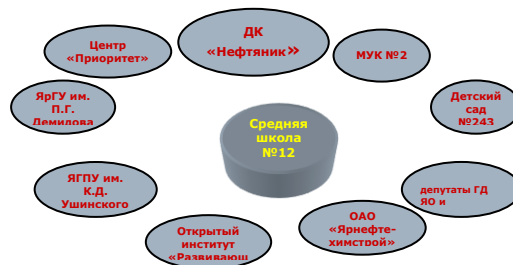 ДК
«Нефтяник»
Центр
«Приоритет»
МУК №2
ЯрГУ им.
П.Г.
Демидова
Детский
сад
№243
Средняя
школа
№12
ЯГПУ им.
К.Д.
Ушинского
депутаты ГД
ЯО и
ОАО
«Ярнефте-
химстрой»
Открытый
институт
«Развивающ